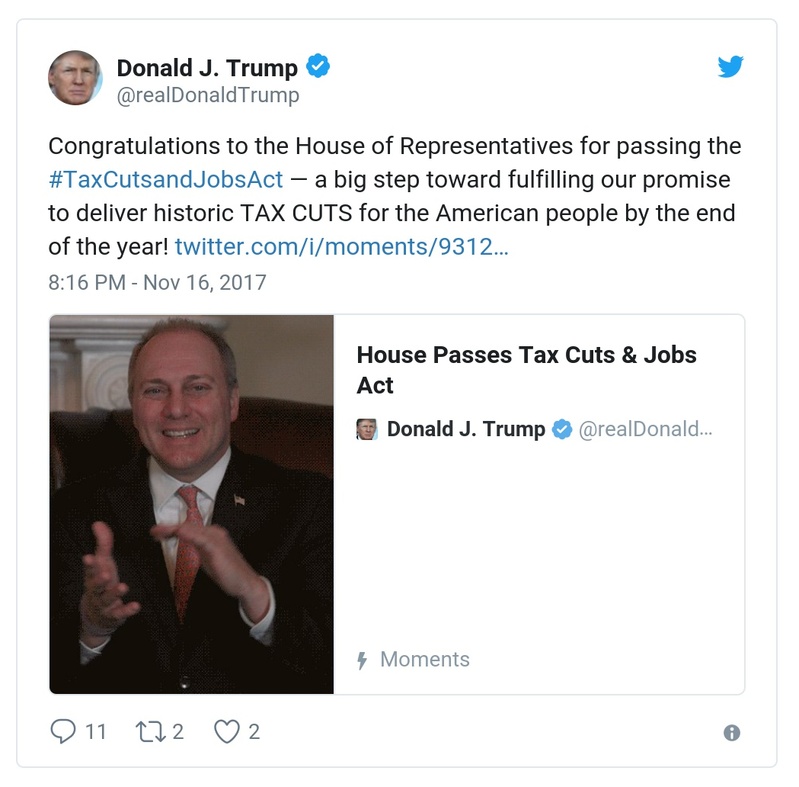 Donald J. Trump
@realDonaldTrump
Congratulations to the House of Representatives for passing the
#TaxCutsandJobsAct — a big step toward fulfilling our promise
to deliver historic TAX CUTS for the American people by the end
of the year! twitter.com/i/moments/9312…
8:16 PM - Nov 16, 2017
House Passes Tax Cuts & Jobs
Act
Donald J. Trump @realDonald...
Moments
11 2 2